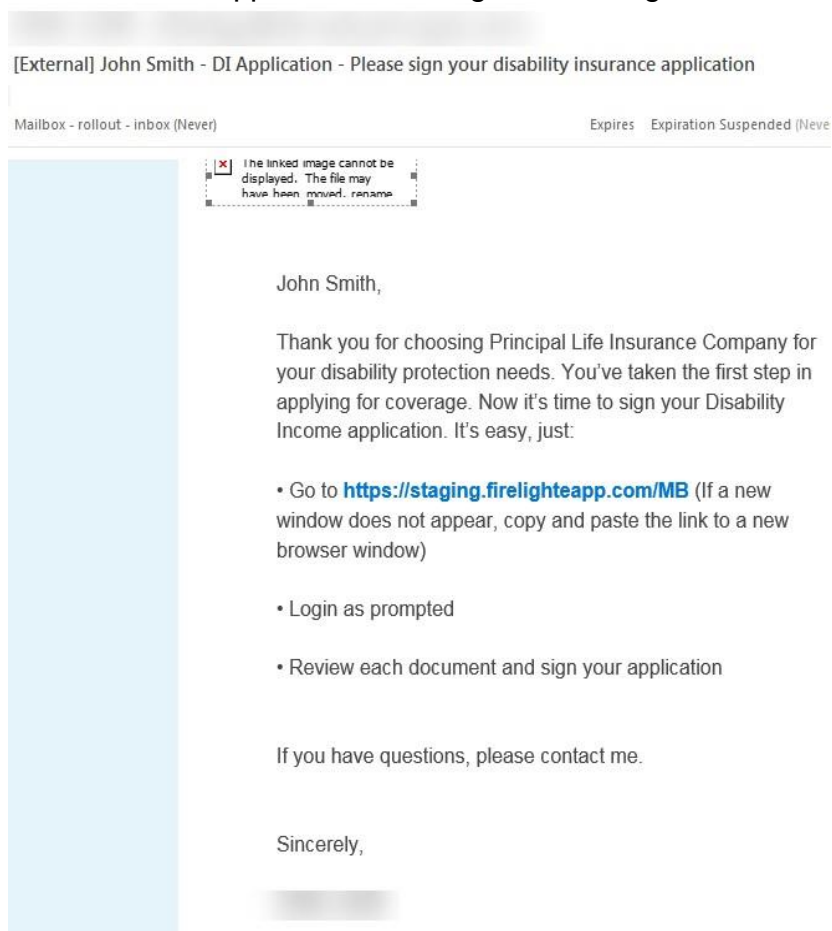 [External] John Smith - DI Application - Please sign your disability insurance application
Mailbox - rollout - inbox (Never) Expires Expiration Suspended (Neve
The linked image cannot be
displayed. The file may
have been moved, rename
John Smith,
Thank you for choosing Principal Life Insurance Company for
your disability protection needs. You’ve taken the first step in
applying for coverage. Now it’s time to sign your Disability
Income application. It’s easy, just:
• Go to https://staging.firelighteapp.com/MB (If a new
window does not appear, copy and paste the link to a new
browser window)
• Login as prompted
• Review each document and sign your application
If you have questions, please contact me.
Sincerely,